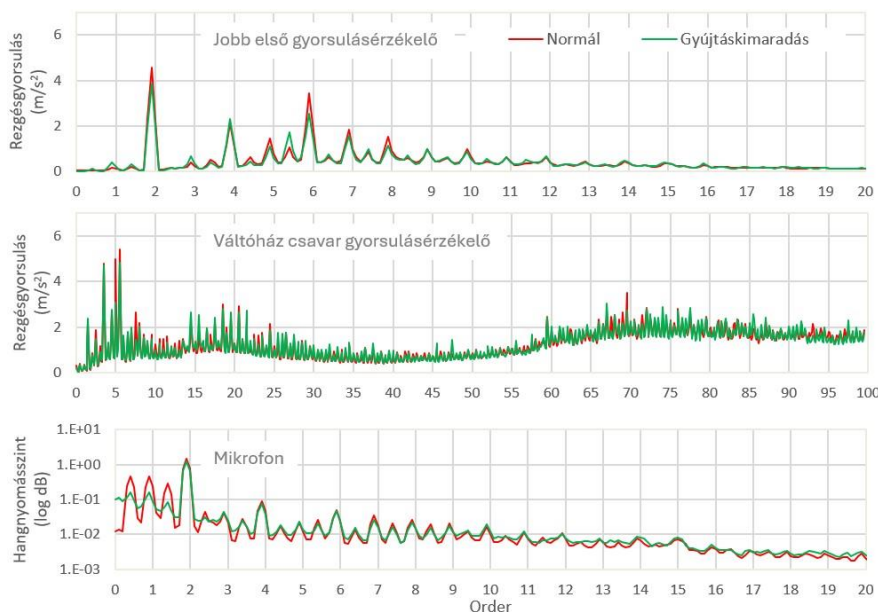 Jobb első gyorsulásérzékelő
Normál
Gyújtáskimaradás
Rezgésgyorsulás
(m/s²)
6
4
2
0
0 1 2 3 4 5 6 7 8 9 10 11 12 13 14 15 16 17 18 19 20
Váltóház csavar gyorsulásérzékelő
Rezgésgyorsulás
(m/s²)
6
4
2
0
0 5 10 15 20 25 30 35 40 45 50 55 60 65 70 75 80 85 90 95 100
Mikrofon
Hangnyomásszint
(log dB)
1.E+01
1.E+00
1.E-01
1.E-02
1.E-03
0 1 2 3 4 5 6 7 8 9 10 11 12 13 14 15 16 17 18 19 20
Order